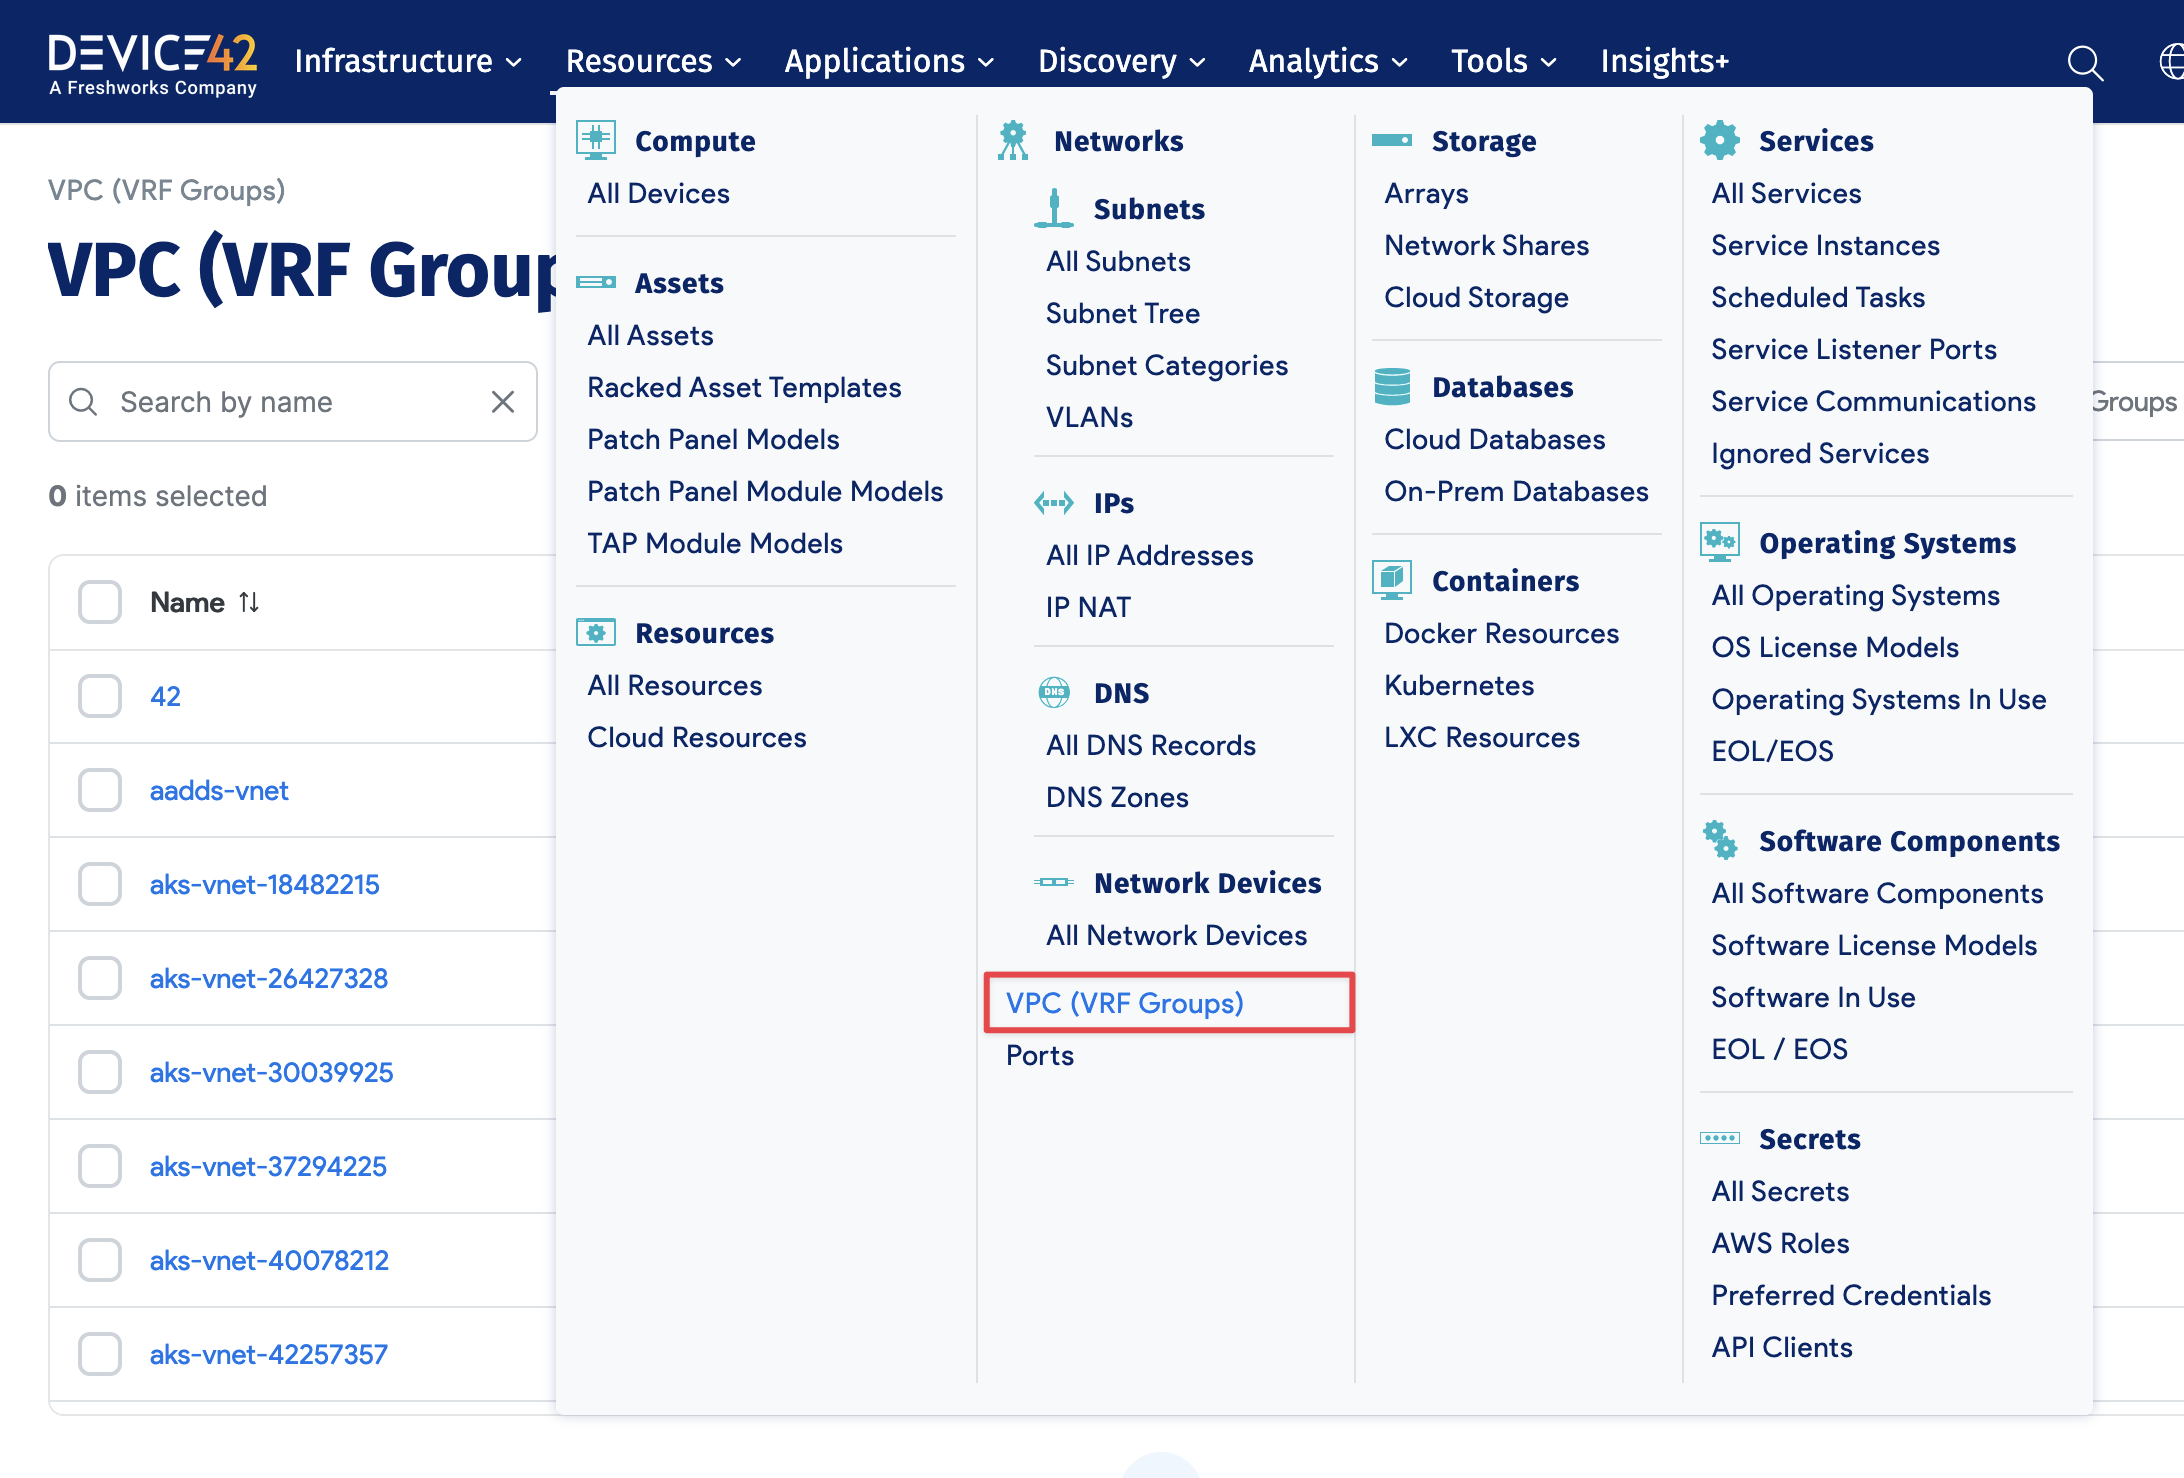 DEVICE42
A Freshworks Company
Infrastructure
Resources
Applications
Discovery
Analytics
Tools
Insights+
VPC (VRF Groups)
VPC (VRF Group
Search by name
0 items selected
Name
42
aadds-vnet
aks-vnet-18482215
aks-vnet-26427328
aks-vnet-30039925
aks-vnet-37294225
aks-vnet-40078212
aks-vnet-42257357
Compute
All Devices
Assets
All Assets
Racked Asset Templates
Patch Panel Models
Patch Panel Module Models
TAP Module Models
Resources
All Resources
Cloud Resources
Networks
Subnets
All Subnets
Subnet Tree
Subnet Categories
VLANs
IPs
All IP Addresses
IP NAT
DNS
DNS
All DNS Records
DNS Zones
Network Devices
All Network Devices
VPC (VRF Groups)
Ports
Storage
Arrays
Network Shares
Cloud Storage
Databases
Cloud Databases
On-Prem Databases
Containers
Docker Resources
Kubernetes
LXC Resources
Services
All Services
Service Instances
Scheduled Tasks
Service Listener Ports
Service Communications
Ignored Services
Operating Systems
All Operating Systems
OS License Models
Operating Systems In Use
EOL/EOS
Software Components
All Software Components
Software License Models
Software In Use
EOL / EOS
Secrets
All Secrets
AWS Roles
Preferred Credentials
API Clients
Groups